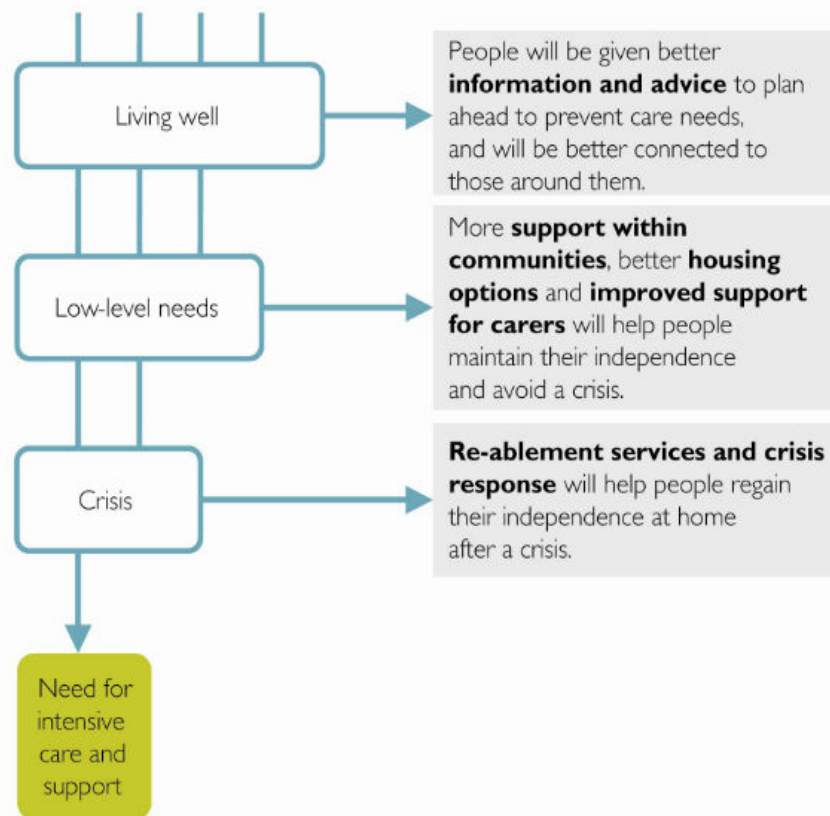 Living well
People will be given better
information and advice to plan
ahead to prevent care needs,
and will be better connected to
those around them.
Low-level needs
More support within
communities, better housing
options and improved support
for carers will help people
maintain their independence
and avoid a crisis.
Crisis
Re-ablement services and crisis
response will help people regain
their independence at home
after a crisis.
Need for
intensive
care and
support